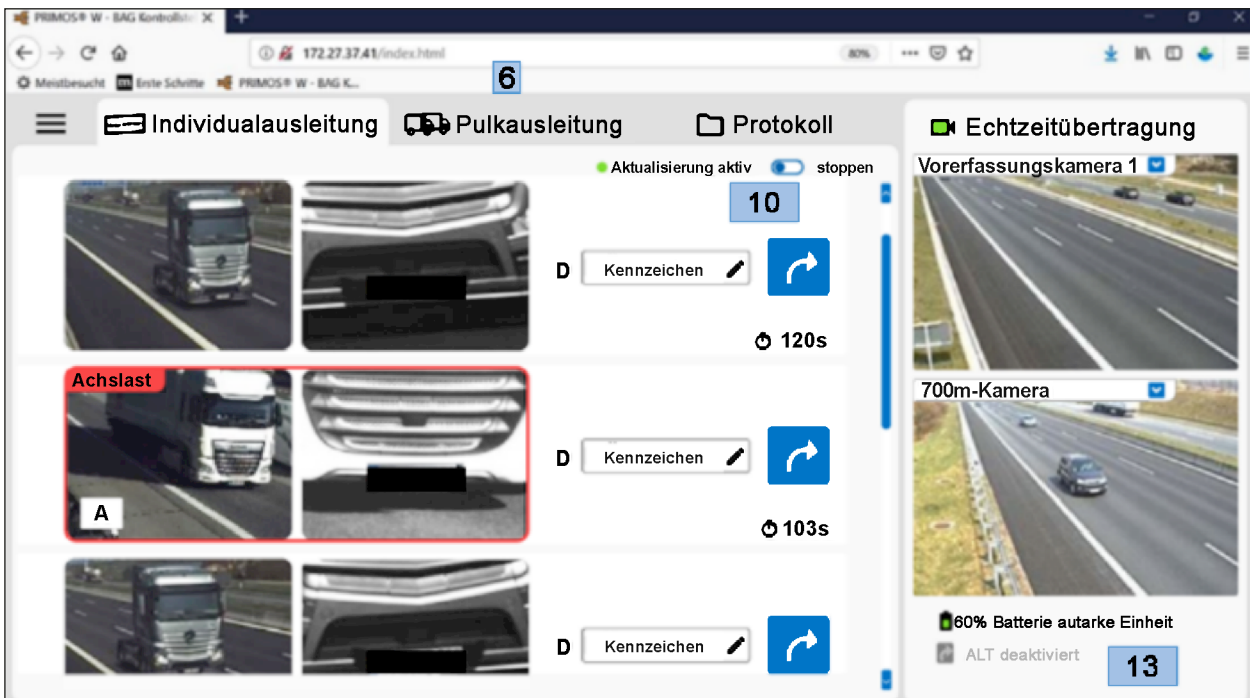 PRIMOS® W - BAG Kontrollste
172.27.37.41/index.html
80%
Meistbesucht Erste Schritte PRIMOS® W - BAG K...
6
Individualausleitung Pulkausleitung Protokoll
Echtzeitübertragung
Aktualisierung aktiv stoppen
10
Vorerfassungskamera 1
D Kennzeichen
120s
Achslast
A
D Kennzeichen
103s
700m-Kamera
D Kennzeichen
60% Batterie autarke Einheit
ALT deaktiviert
13